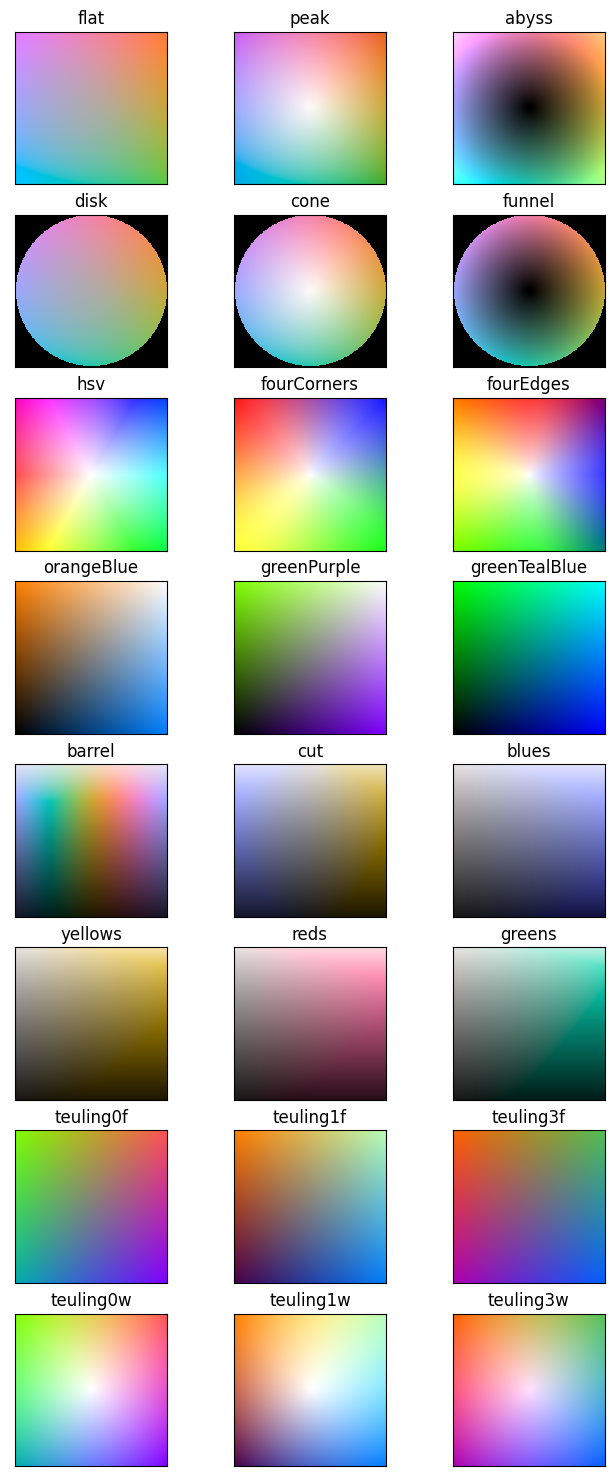 flat peak abyss
disk cone funnel
hsv fourCorners fourEdges
orangeBlue greenPurple greenTealBlue
barrel cut blues
yellows reds greens
teuling0f teuling1f teuling3f
teuling0w teuling1w teuling3w